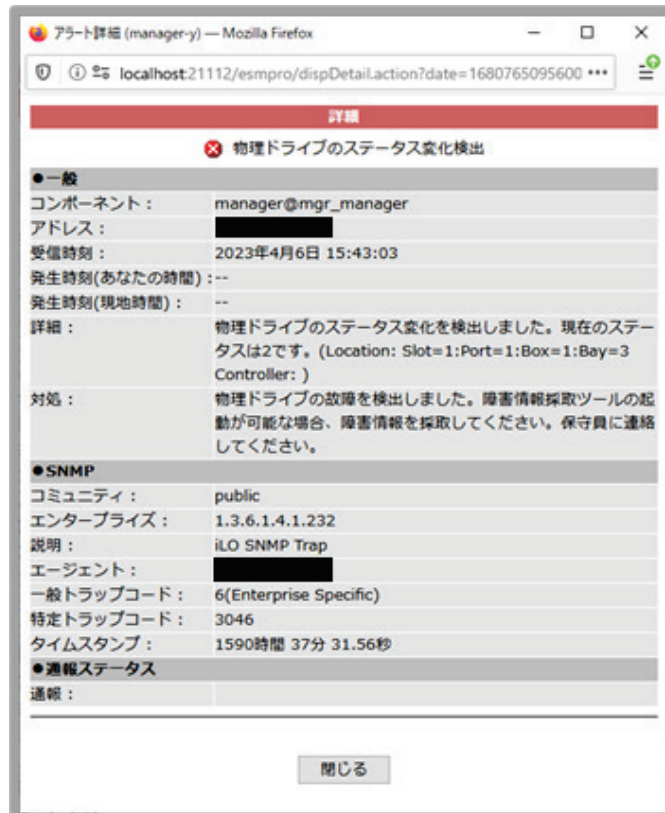 アラート詳細 (manager-y) — Mozilla Firefox
localhost:21112/esmpro/dispDetail.action?date=1680765095600 •••
詳細
物理ドライブのステータス変化検出
●一般
コンポーネント： manager@mgr_manager
アドレス：
受信時刻： 2023年4月6日 15:43:03
発生時刻(あなたの時間)：--
発生時刻(現地時間)： --
詳細： 物理ドライブのステータス変化を検出しました。現在のステー
タスは2です。(Location: Slot=1:Port=1:Box=1:Bay=3
Controller: )
対処： 物理ドライブの故障を検出しました。障害情報採取ツールの起
動が可能な場合、障害情報を採取してください。保守員に連絡
してください。
●SNMP
コミュニティ： public
エンタープライズ： 1.3.6.1.4.1.232
説明： iLO SNMP Trap
エージェント：
一般トラップコード： 6(Enterprise Specific)
特定トラップコード： 3046
タイムスタンプ： 1590時間 37分 31.56秒
●通報ステータス
通報：
閉じる